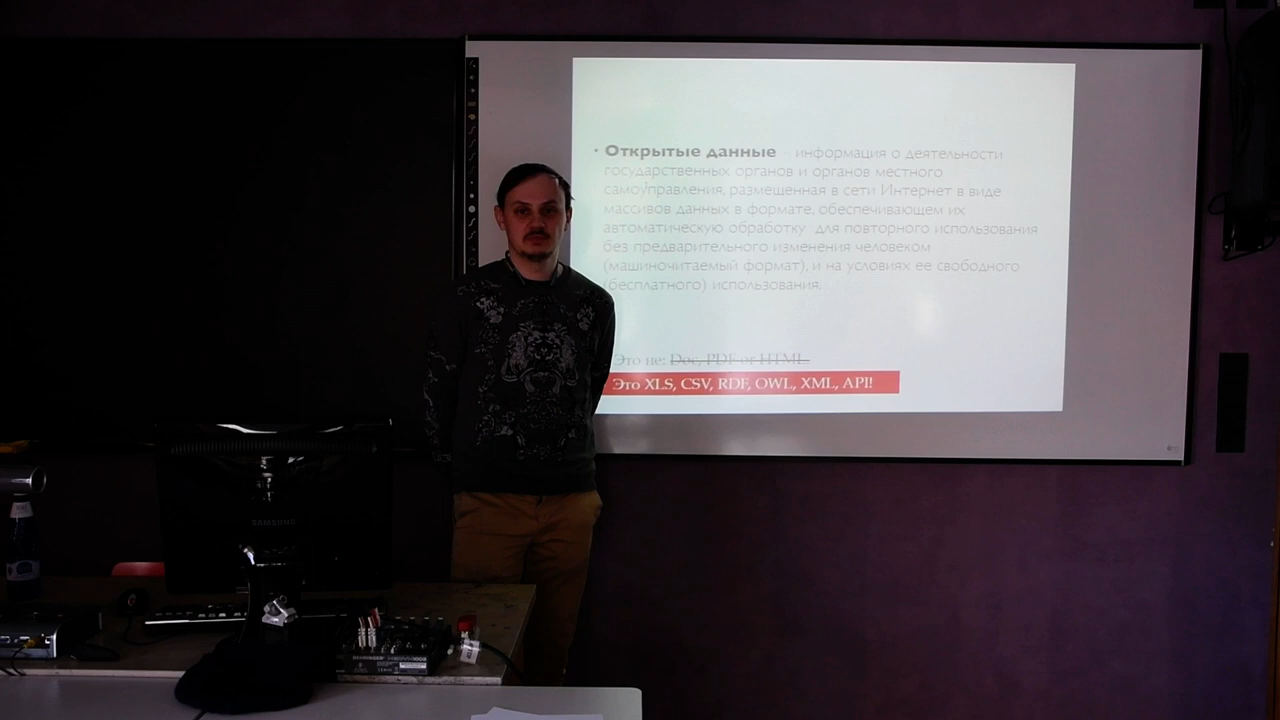 • Открытые данные – информация о деятельности
государственных органов и органов местного
самоуправления, размещенная в сети Интернет в виде
массивов данных в формате, обеспечивающем их
автоматическую обработку для повторного использования
без предварительного изменения человеком
(машиночитаемый формат), и на условиях ее свободного
(бесплатного) использования.
Это не: Doc, PDF or HTML
Это XLS, CSV, RDF, OWL, XML, API!
SAMSUNG